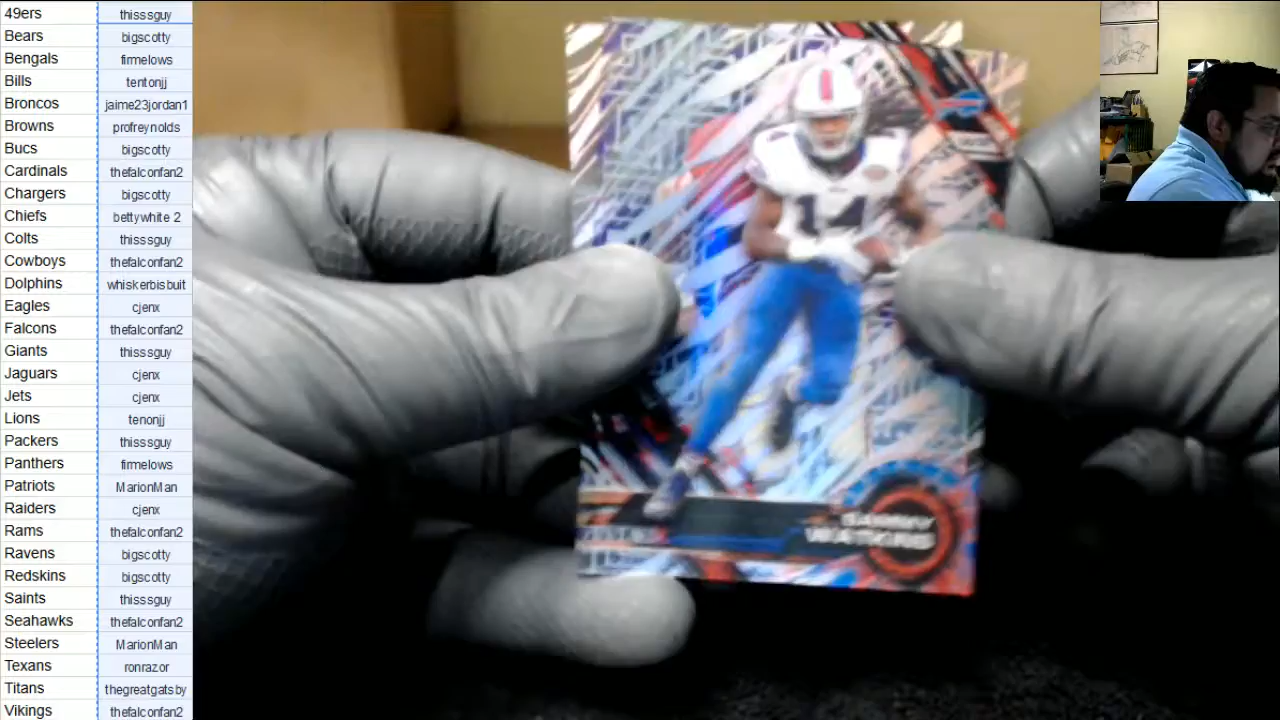 49ers thisssguy
Bears bigscotty
Bengals firmelows
Bills tentonjj
Broncos jaime23jordan1
Browns profreynolds
Bucs bigscotty
Cardinals thefalconfan2
Chargers bigscotty
Chiefs bettywhite 2
Colts thisssguy
Cowboys thefalconfan2
Dolphins whiskerbisbuit
Eagles cjenx
Falcons thefalconfan2
Giants thisssguy
Jaguars cjenx
Jets cjenx
Lions tenonjj
Packers thisssguy
Panthers firmelows
Patriots MarionMan
Raiders cjenx
Rams thefalconfan2
Ravens bigscotty
Redskins bigscotty
Saints thisssguy
Seahawks thefalconfan2
Steelers MarionMan
Texans ronrazor
Titans thegreatgatsby
Vikings thefalconfan2
14
SAMMY
WATKINS